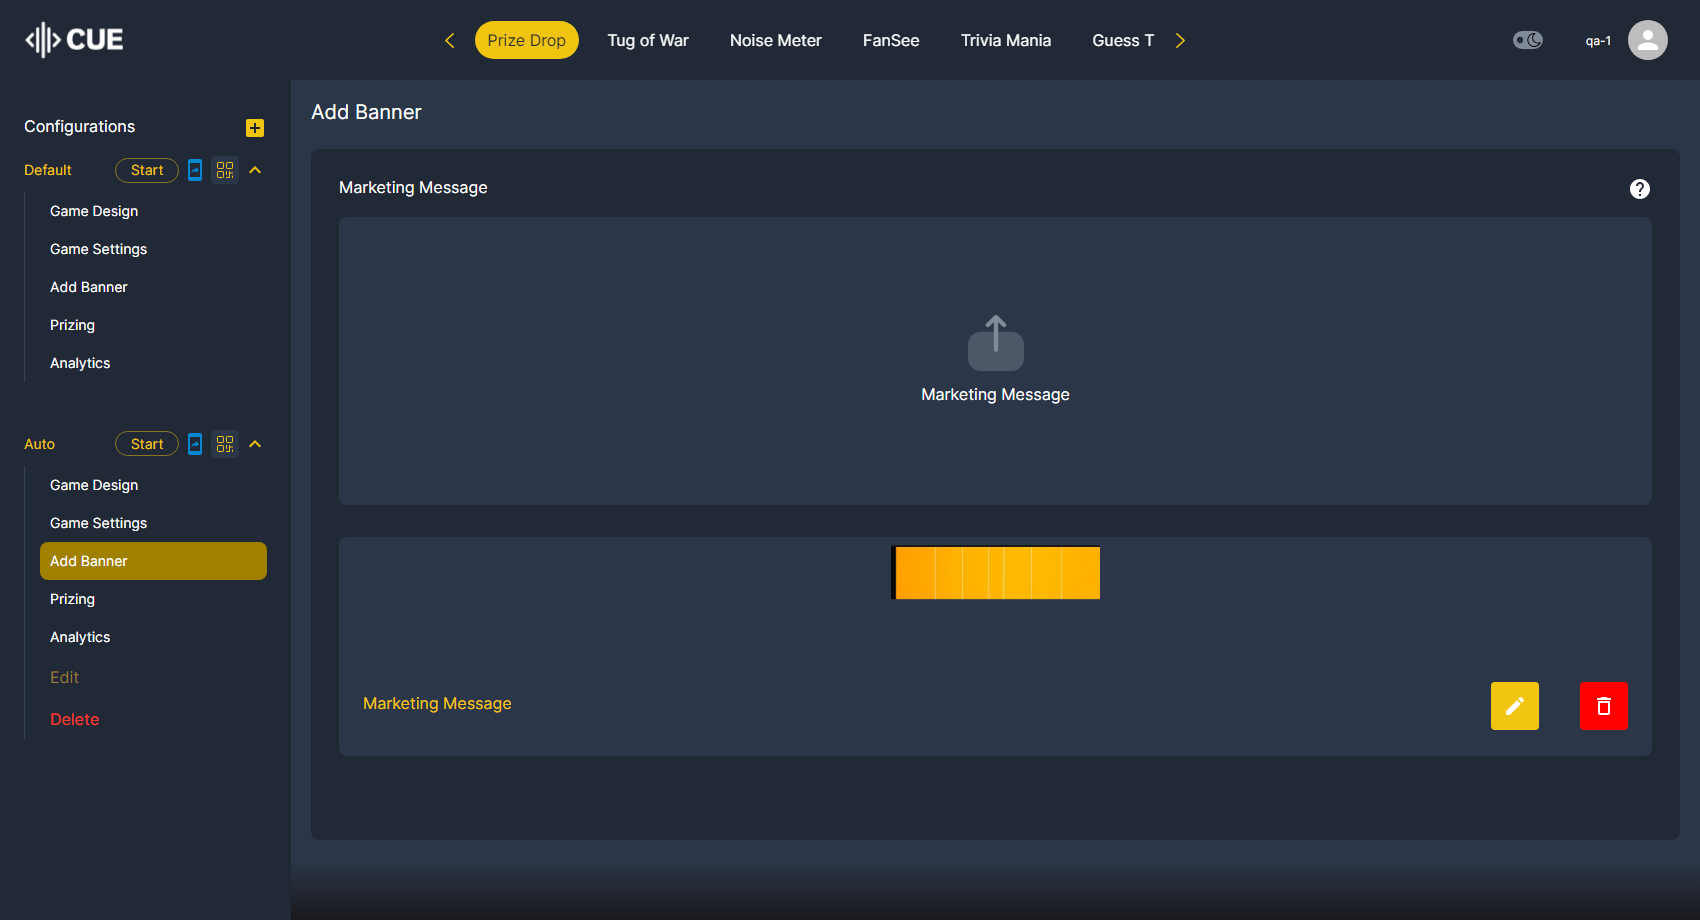 CUE
Prize Drop
Tug of War
Noise Meter
FanSee
Trivia Mania
Guess T
qa-1
Configurations
Default
Start
Game Design
Game Settings
Add Banner
Prizing
Analytics
Auto
Start
Game Design
Game Settings
Add Banner
Prizing
Analytics
Edit
Delete
Add Banner
Marketing Message
?
Marketing Message
Marketing Message